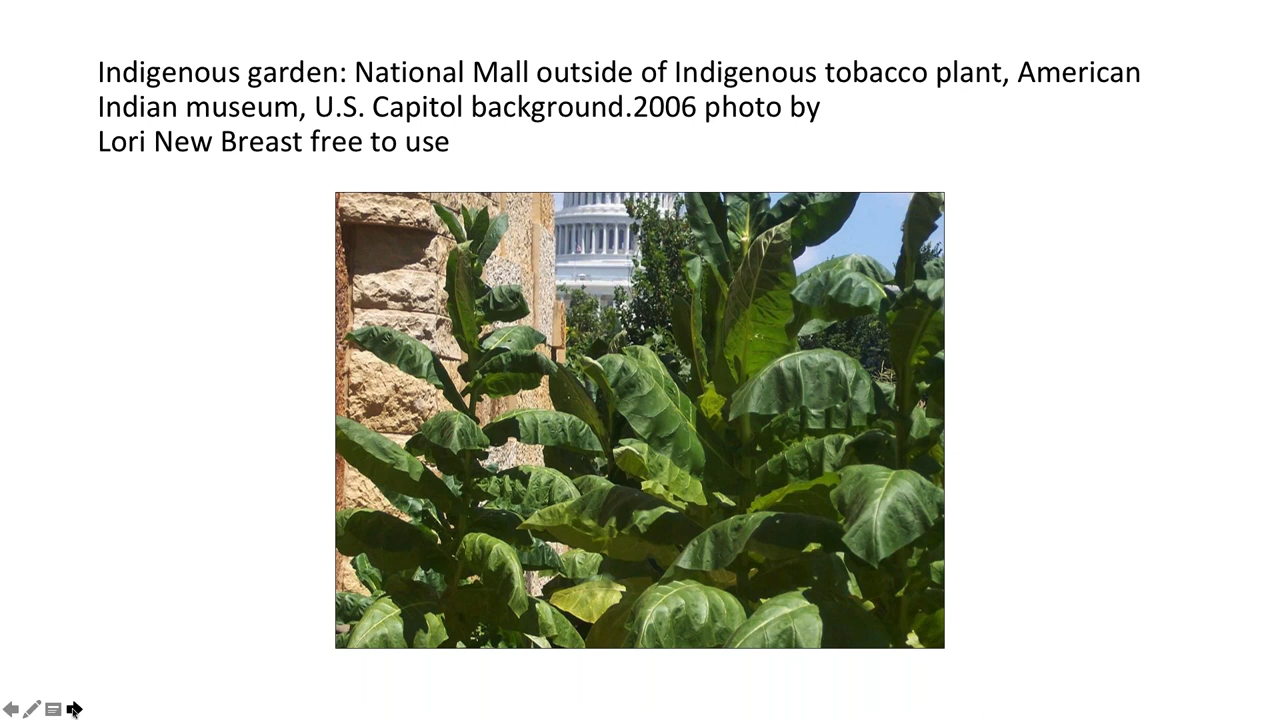 Indigenous garden: National Mall outside of Indigenous tobacco plant, American
Indian museum, U.S. Capitol background.2006 photo by
Lori New Breast free to use